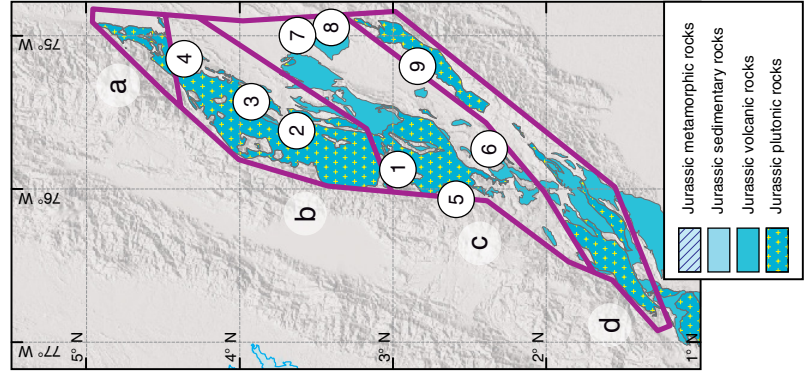 75° W
76° W
77° W
5° N
4° N
3° N
2° N
1° N
a
b
c
d
1
2
3
4
5
6
7
8
9
Jurassic metamorphic rocks
Jurassic sedimentary rocks
Jurassic volcanic rocks
Jurassic plutonic rocks